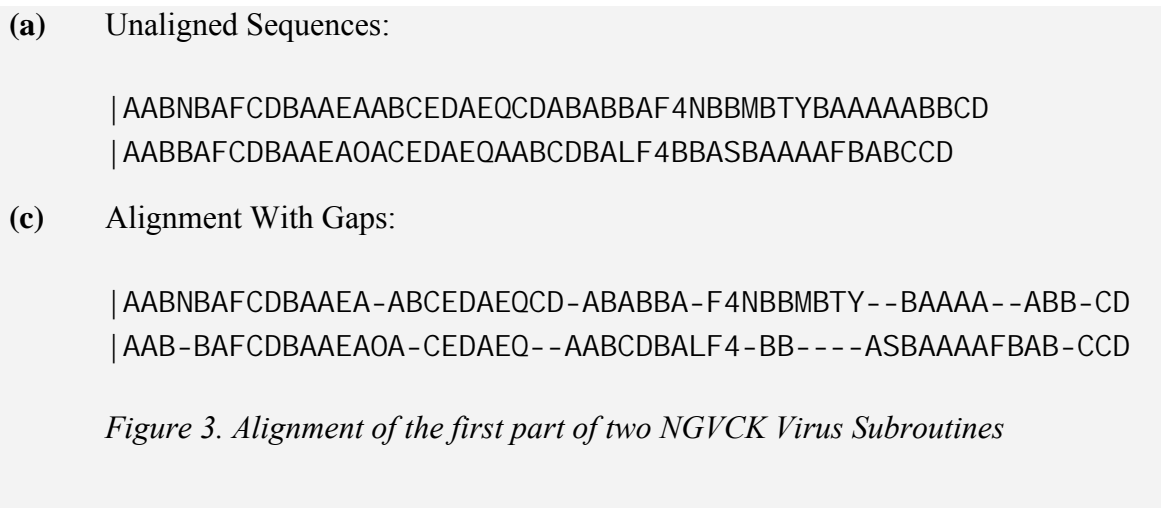 (a) Unaligned Sequences:
|AABNBAFCDBAAEAABCEDAEQCDABABBAF4NBBMBTYBAAAAABBCD
|AABBAFCDBAAEAOACEDAEQAABCDBALF4BBASBAAAAFBABCCD
(c) Alignment With Gaps:
|AABNBAFCDBAAEA-ABCEDAEQCD-ABABBA-F4NBBMBTY--BAAAA--ABB-CD
|AAB-BAFCDBAAEAOA-CEDAEQ--AABCDBALF4-BB----ASBAAAAFBAB-CCD
Figure 3. Alignment of the first part of two NGVCK Virus Subroutines